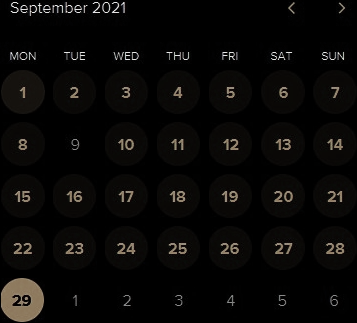 September 2021
MON TUE WED THU FRI SAT SUN
1 2 3 4 5 6 7
8 9 10 11 12 13 14
15 16 17 18 19 20 21
22 23 24 25 26 27 28
29 1 2 3 4 5 6